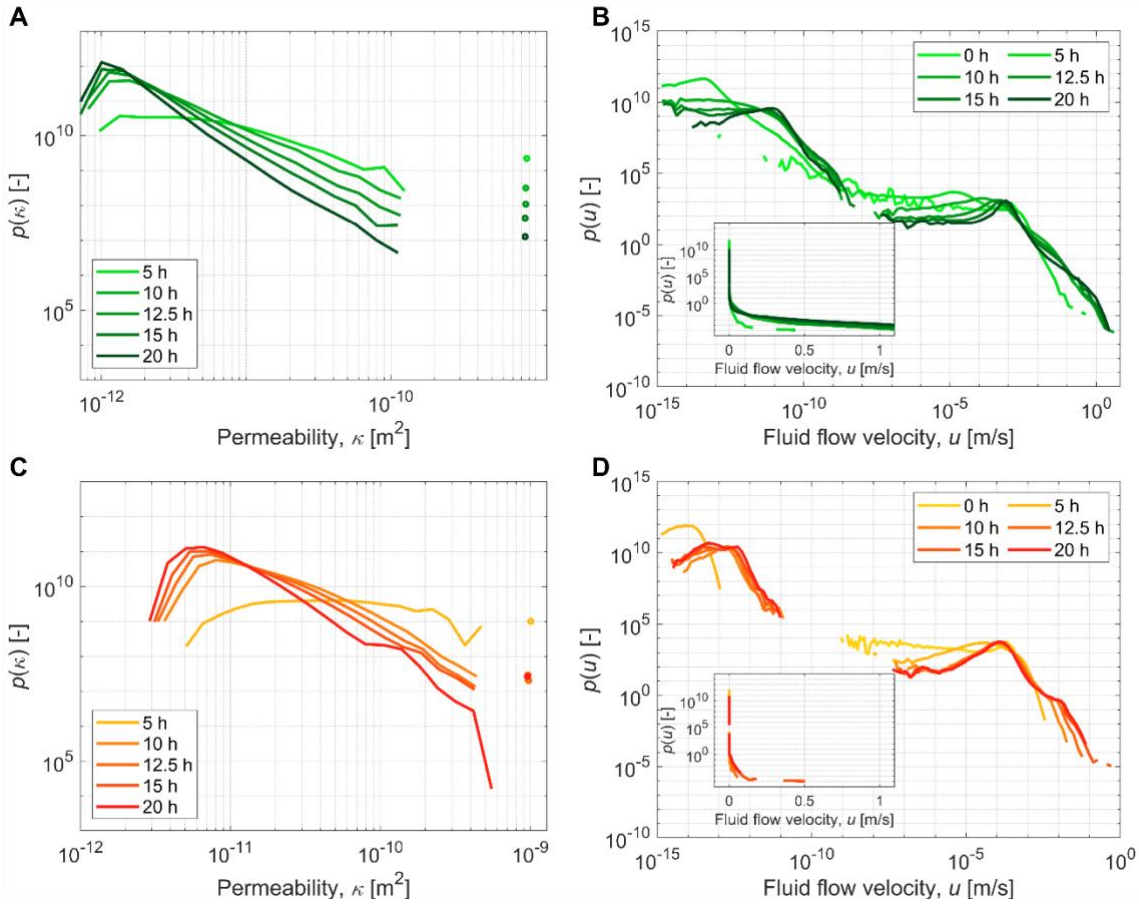 A
p(κ) [-]
10^10
10^5
5 h
10 h
12.5 h
15 h
20 h
10^-12
10^-10
Permeability, κ [m^2]
B
p(u) [-]
10^15
10^10
10^5
10^0
10^-5
10^-10
0 h 5 h
10 h 12.5 h
15 h 20 h
p(u) [-]
10^10
10^5
10^0
0 0.5 1
Fluid flow velocity, u [m/s]
10^-15 10^-10 10^-5 10^0
Fluid flow velocity, u [m/s]
C
p(κ) [-]
10^10
10^5
5 h
10 h
12.5 h
15 h
20 h
10^-12 10^-11 10^-10 10^-9
Permeability, κ [m^2]
D
p(u) [-]
10^15
10^10
10^5
10^0
10^-5
10^-10
0 h 5 h
10 h 12.5 h
15 h 20 h
p(u) [-]
10^10
10^5
10^0
0 0.5 1
Fluid flow velocity, u [m/s]
10^-15 10^-10 10^-5 10^0
Fluid flow velocity, u [m/s]